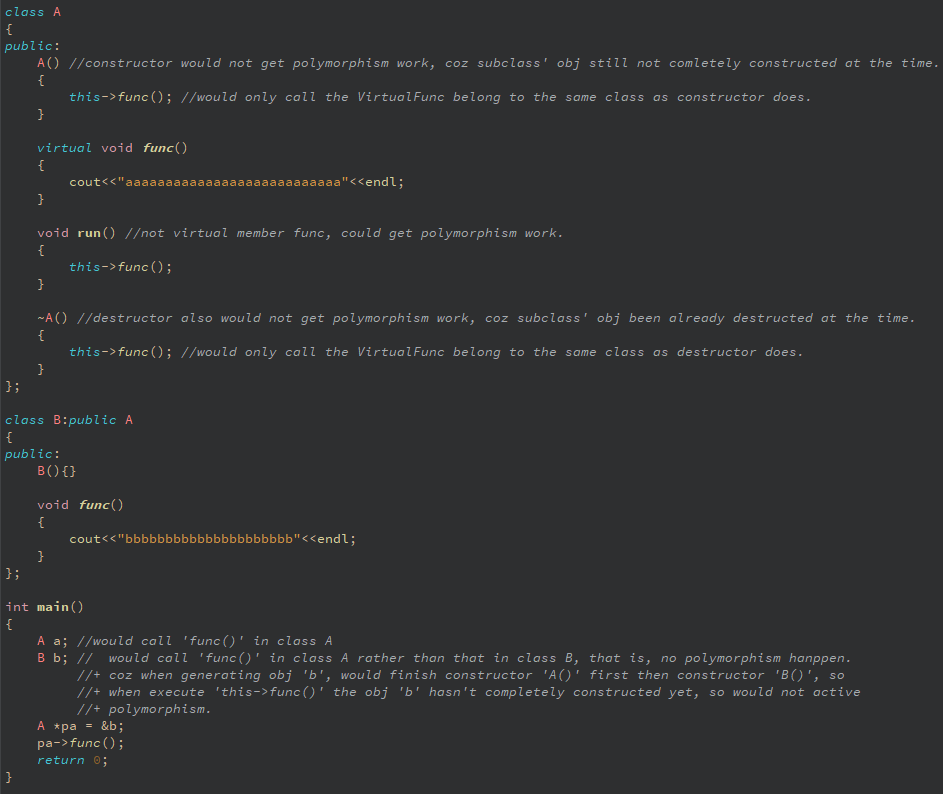 class A
{
public:
    A() //constructor would not get polymorphism work, coz subclass' obj still not comletely constructed at the time.
    {
        this->func(); //would only call the VirtualFunc belong to the same class as constructor does.
    }

    virtual void func()
    {
        cout<<"aaaaaaaaaaaaaaaaaaaaaaaaaaa"<<endl;
    }

    void run() //not virtual member func, could get polymorphism work.
    {
        this->func();
    }

    ~A() //destructor also would not get polymorphism work, coz subclass' obj been already destructed at the time.
    {
        this->func(); //would only call the VirtualFunc belong to the same class as destructor does.
    }
};

class B:public A
{
public:
    B(){}

    void func()
    {
        cout<<"bbbbbbbbbbbbbbbbbbbbb"<<endl;
    }
};

int main()
{
    A a; //would call 'func()' in class A
    B b; //  would call 'func()' in class A rather than that in class B, that is, no polymorphism hanppen.
         //+ coz when generating obj 'b', would finish constructor 'A()' first then constructor 'B()', so
         //+ when execute 'this->func()' the obj 'b' hasn't completely constructed yet, so would not active
         //+ polymorphism.
    A *pa = &b;
    pa->func();
    return 0;
}